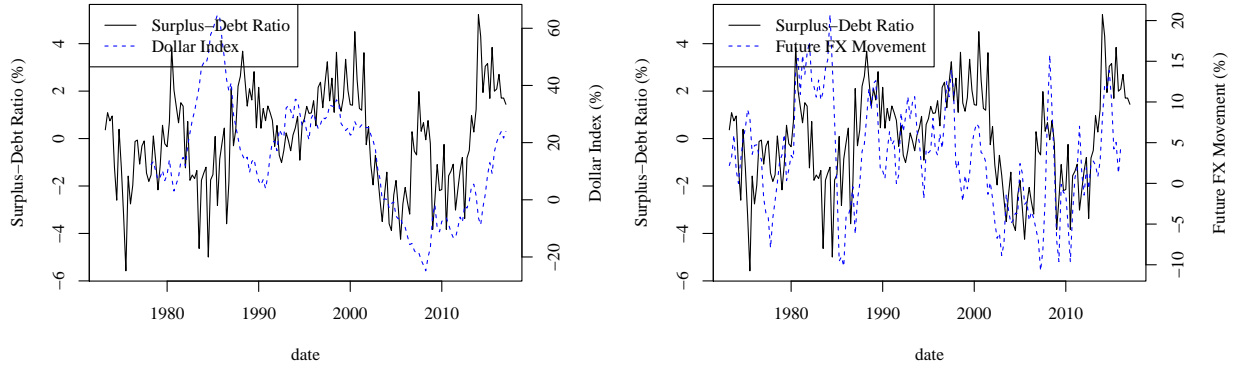 Surplus−Debt Ratio
Dollar Index
Surplus−Debt Ratio (%)
4
2
0
−2
−4
−6
60
40
20
0
−20
Dollar Index (%)
1980 1990 2000 2010
date
Surplus−Debt Ratio
Future FX Movement
Surplus−Debt Ratio (%)
4
2
0
−2
−4
−6
20
15
10
5
0
−5
−10
Future FX Movement (%)
1980 1990 2000 2010
date